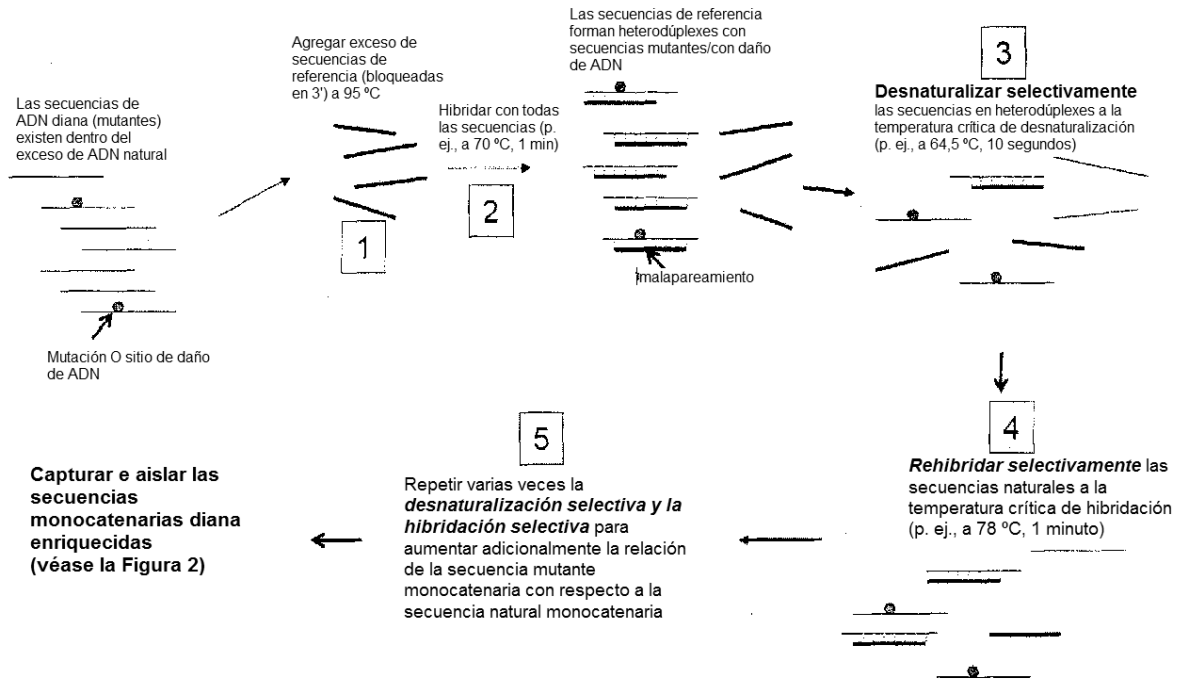 Las secuencias de
ADN diana (mutantes)
existen dentro del
exceso de ADN natural
Mutación O sitio de daño
de ADN
Agregar exceso de
secuencias de
referencia (bloqueadas
en 3') a 95 ºC
1
Hibridar con todas
las secuencias (p.
ej., a 70 ºC, 1 min)
2
Las secuencias de referencia
forman heterodúplexes con
secuencias mutantes/con daño
de ADN
malapareamiento
3
Desnaturalizar selectivamente
las secuencias en heterodúplexes a la
temperatura crítica de desnaturalización
(p. ej., a 64,5 ºC, 10 segundos)
4
Rehibridar selectivamente las
secuencias naturales a la
temperatura crítica de hibridación
(p. ej., a 78 ºC, 1 minuto)
5
Repetir varias veces la
desnaturalización selectiva y la
hibridación selectiva para
aumentar adicionalmente la relación
de la secuencia mutante
monocatenaria con respecto a la
secuencia natural monocatenaria
Capturar e aislar las
secuencias
monocatenarias diana
enriquecidas
(véase la Figura 2)